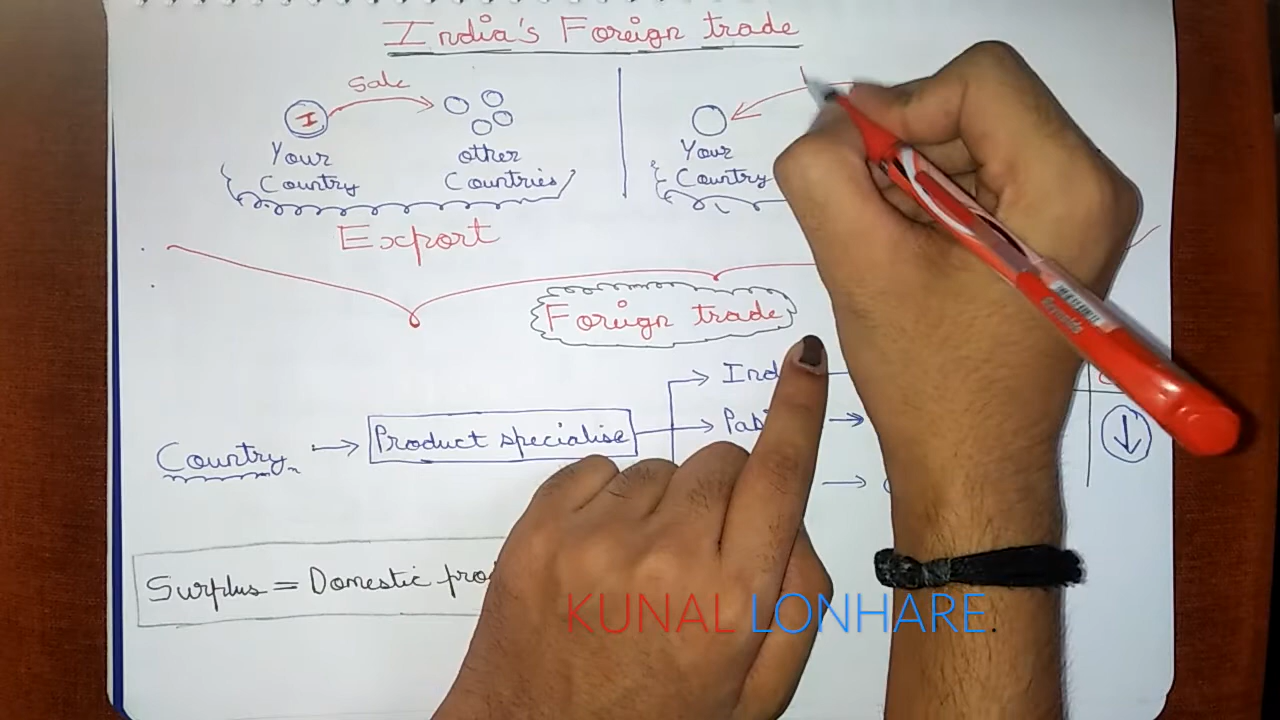 India's Foreign trade
Sale
I
Your
Country
other
Countries
Export
Your
Country
Foreign trade
Country
Product specialise
Surplus = Domestic
KUNAL LONHARE.